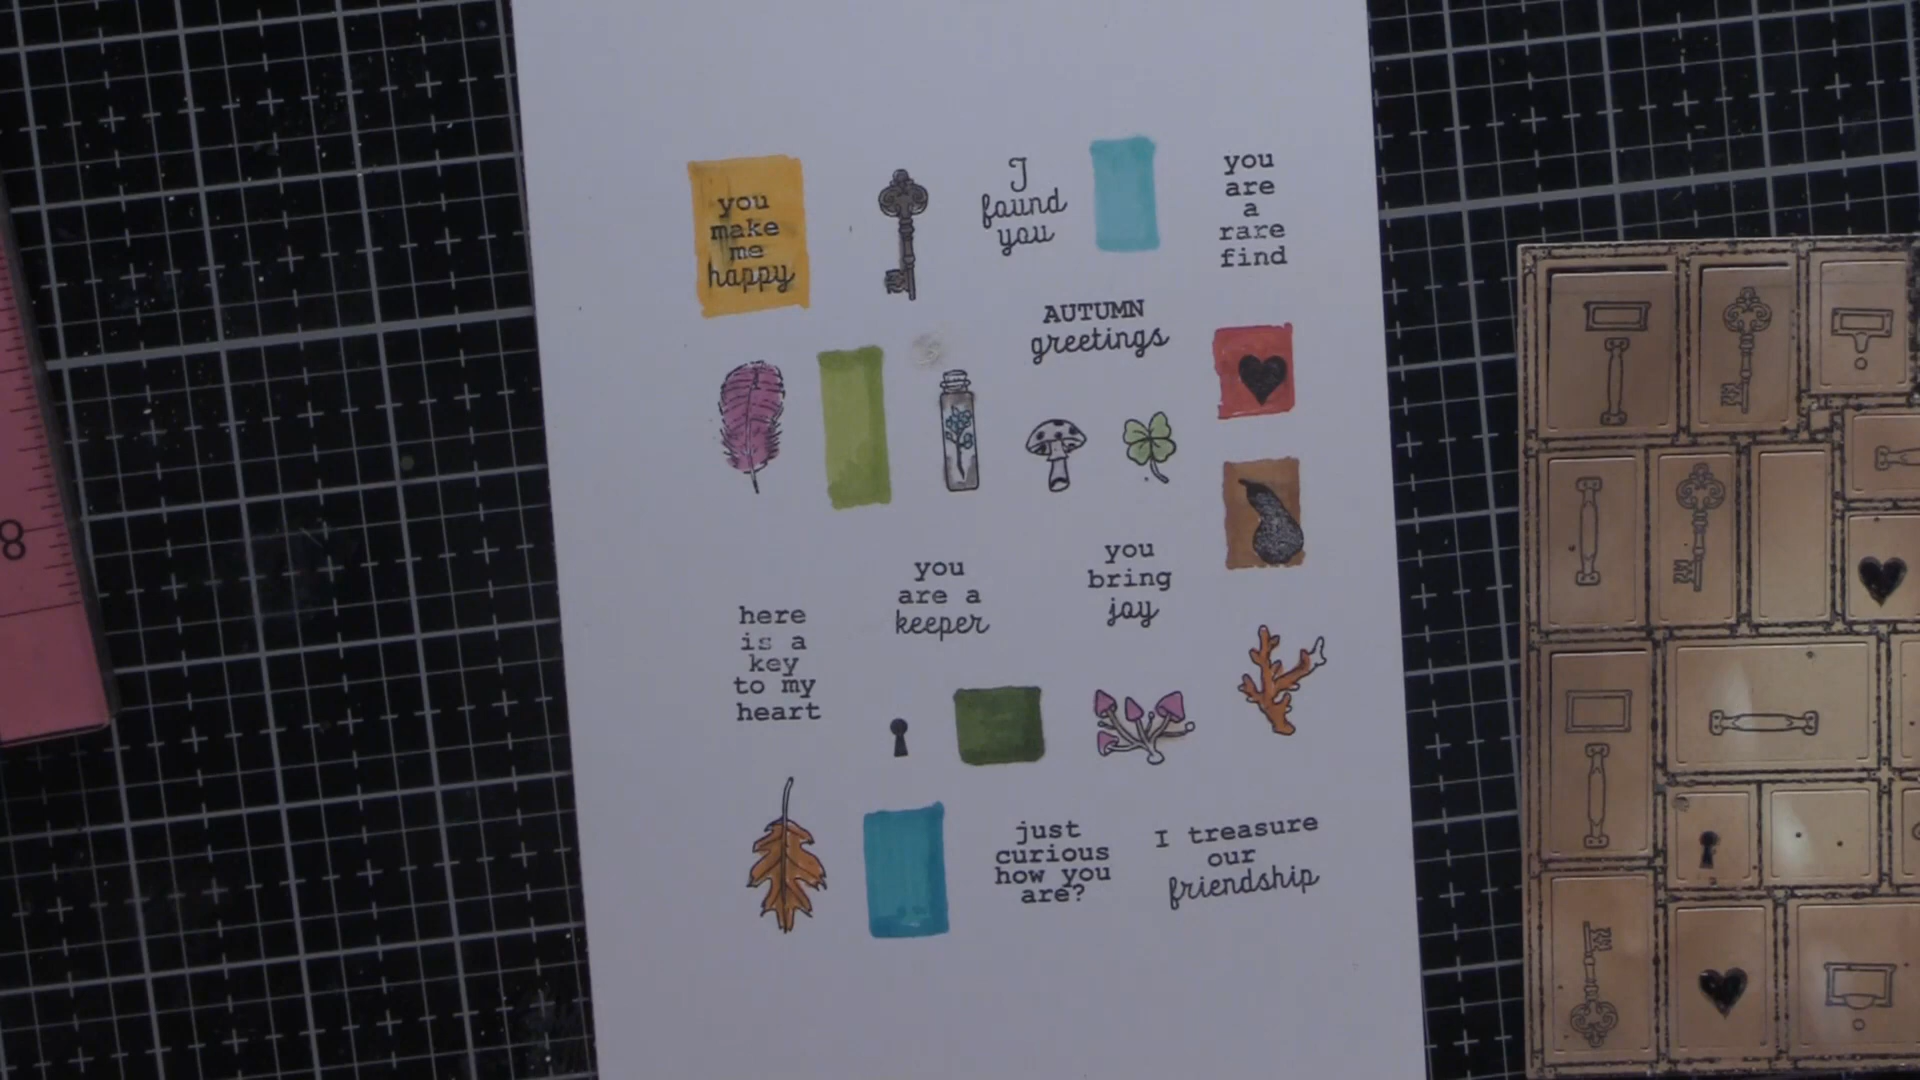 you
make
me
happy
I
found
you
you
are
a
rare
find
AUTUMN
greetings
you
are a
keeper
you
bring
joy
here
is a
key
to my
heart
just
curious
how you
are?
I treasure
our
friendship
8